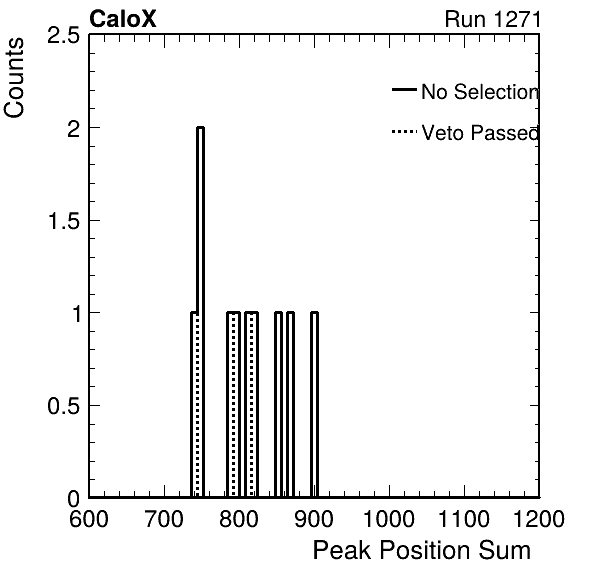 CaloX Run 1271
Counts
2.5
2
1.5
1
0.5
0
No Selection
Veto Passed
600 700 800 900 1000 1100 1200
Peak Position Sum